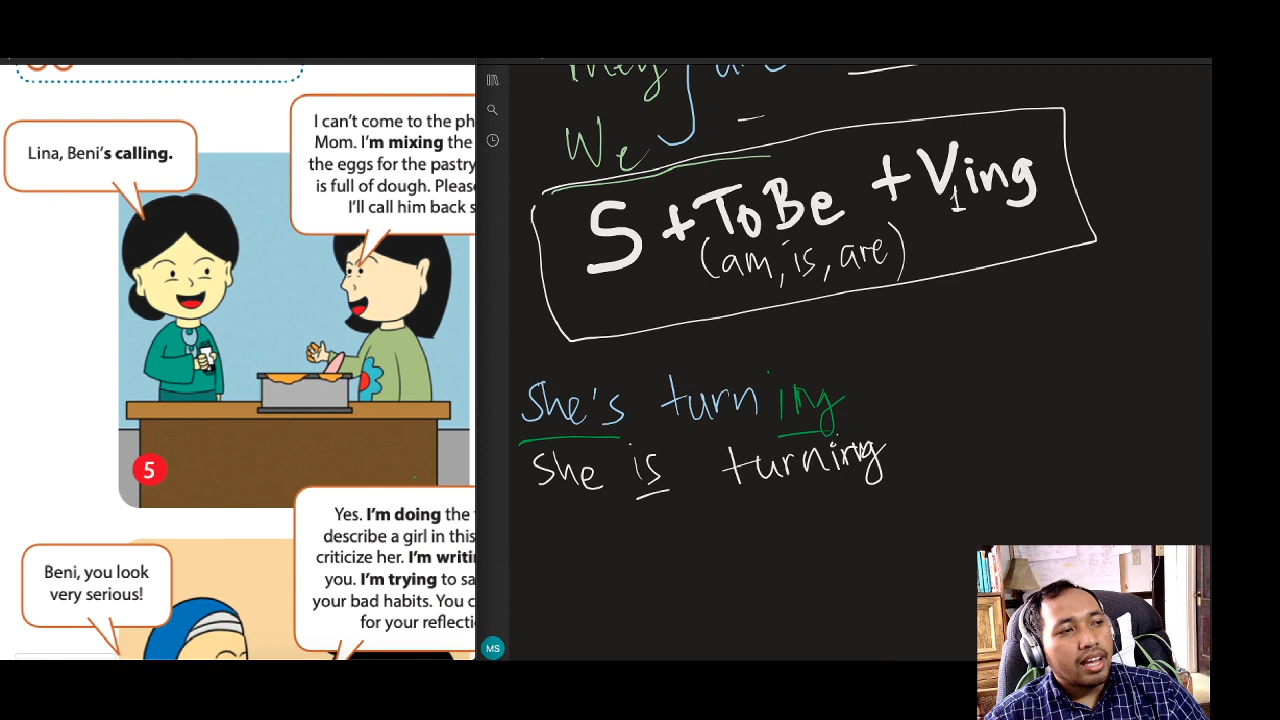 Lina, Beni's calling.
I can't come to the ph
Mom. I'm mixing the
the eggs for the pastry
is full of dough. Please
I'll call him back s
5
Beni, you look
very serious!
Yes. I'm doing the
describe a girl in this
criticize her. I'm writi
you. I'm trying to sa
your bad habits. You c
for your reflecti
They
We
S + To Be + V1ing
(am, is, are)
She's turning
She is turning
MS